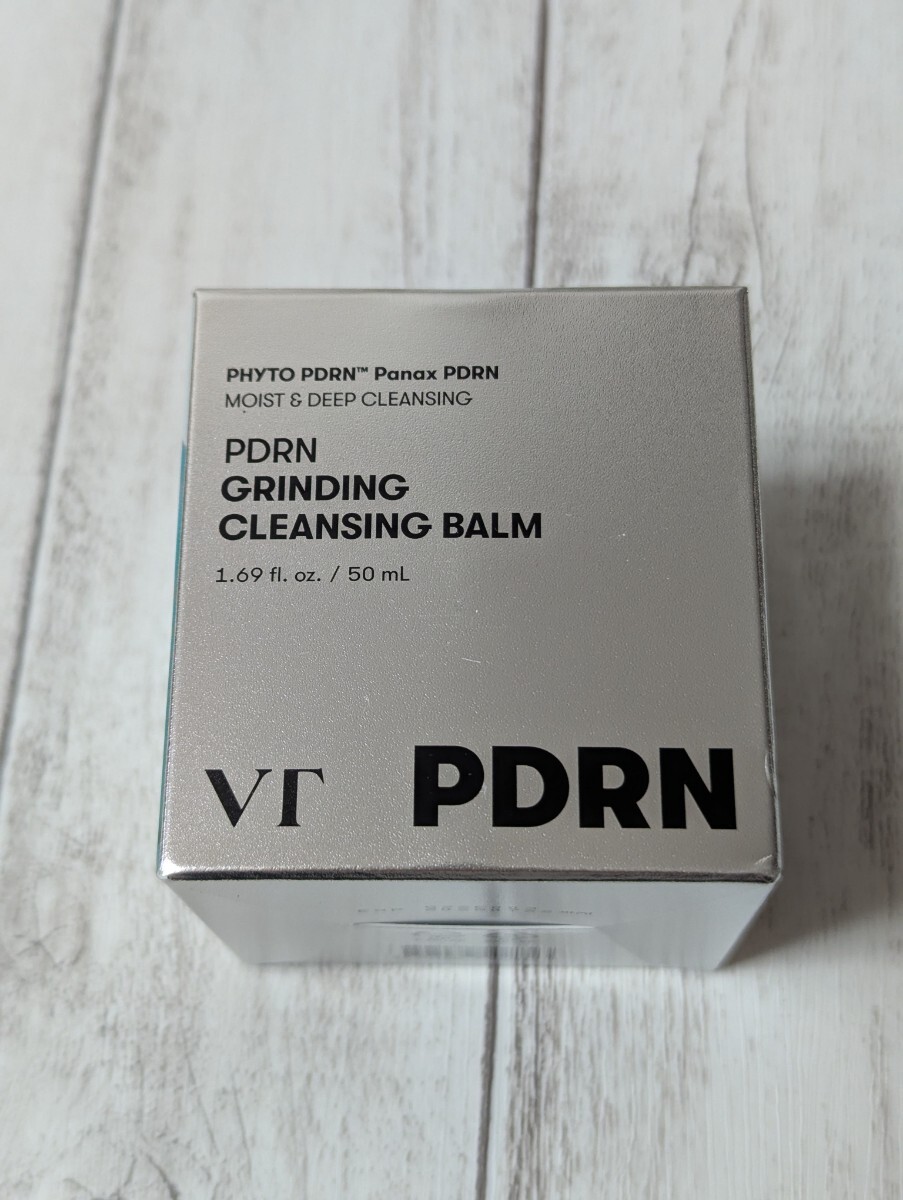 PHYTO PDRN™ Panax PDRN
MOIST & DEEP CLEANSING
PDRN
GRINDING
CLEANSING BALM
1.69 fl. oz. / 50 mL
VT PDRN